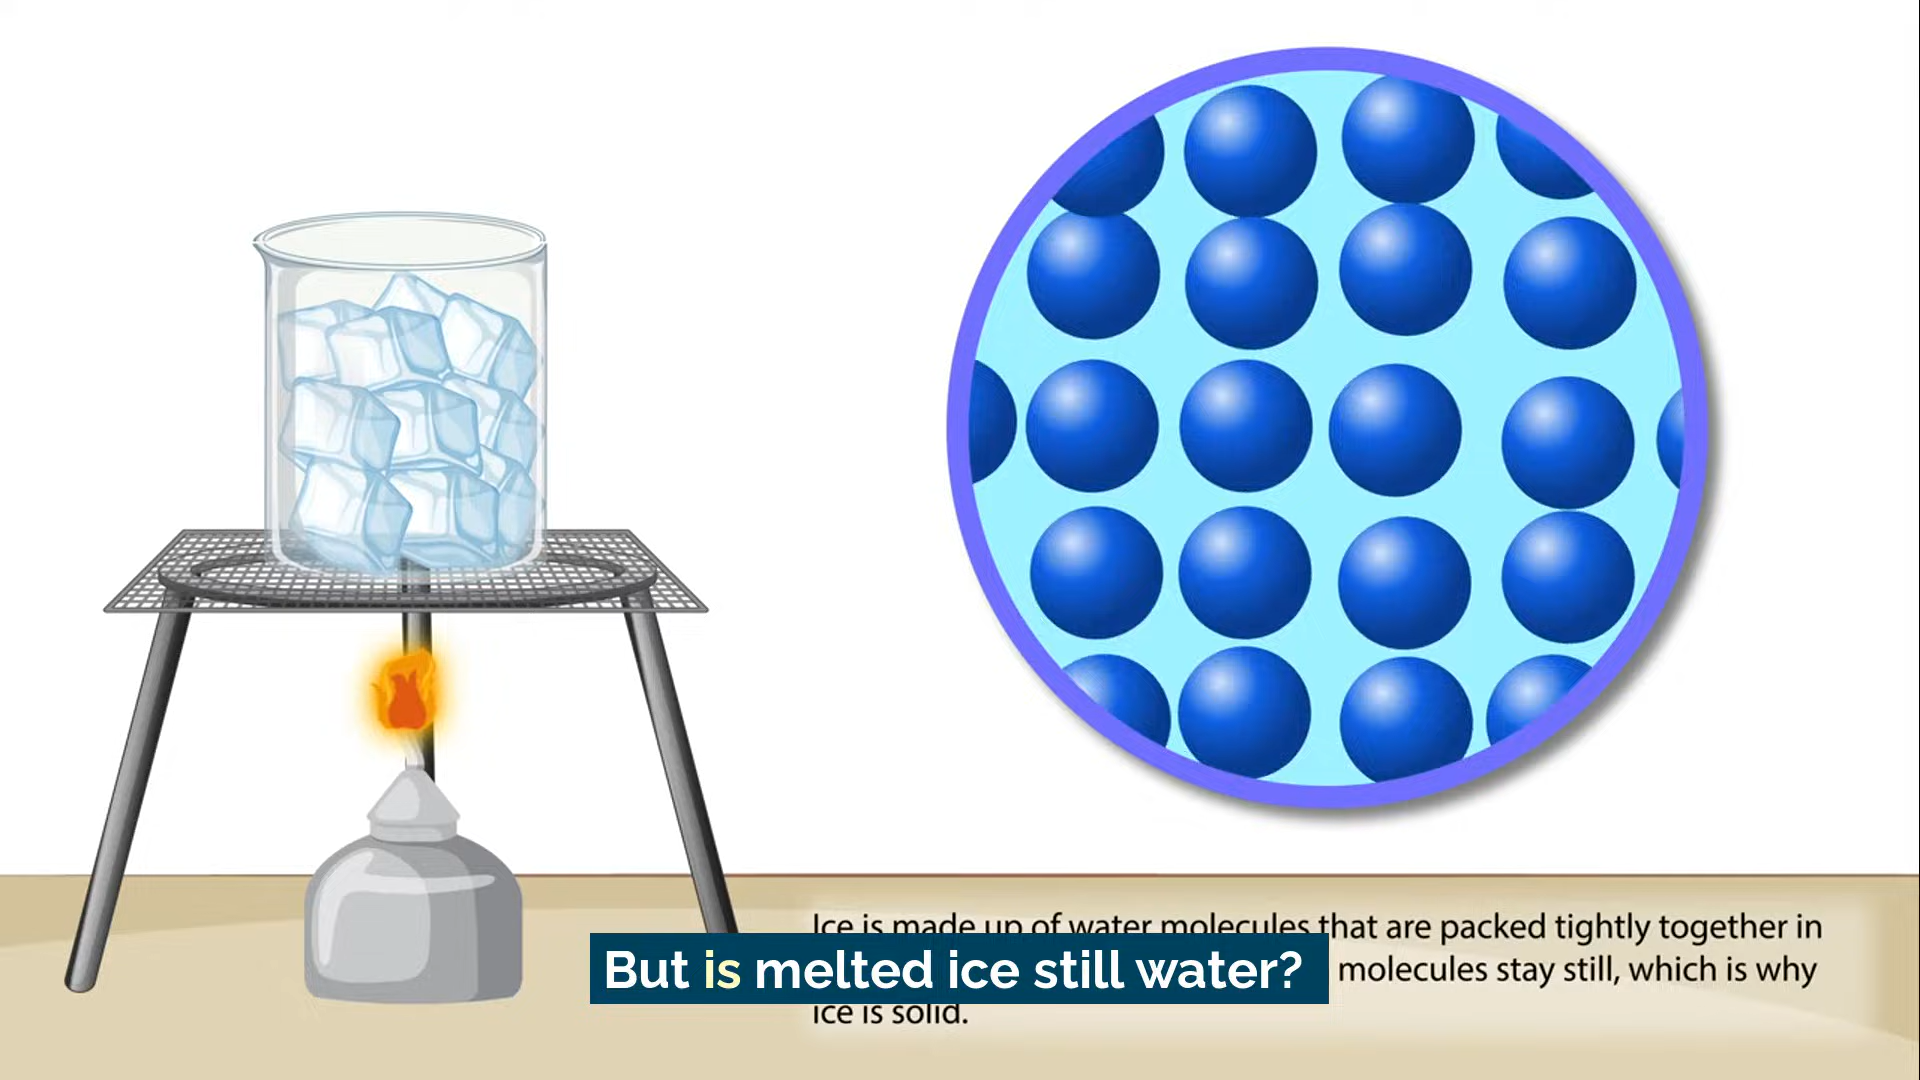 Ice is made up of water molecules that are packed tightly together in
But is melted ice still water?
molecules stay still, which is why
ice is solid.